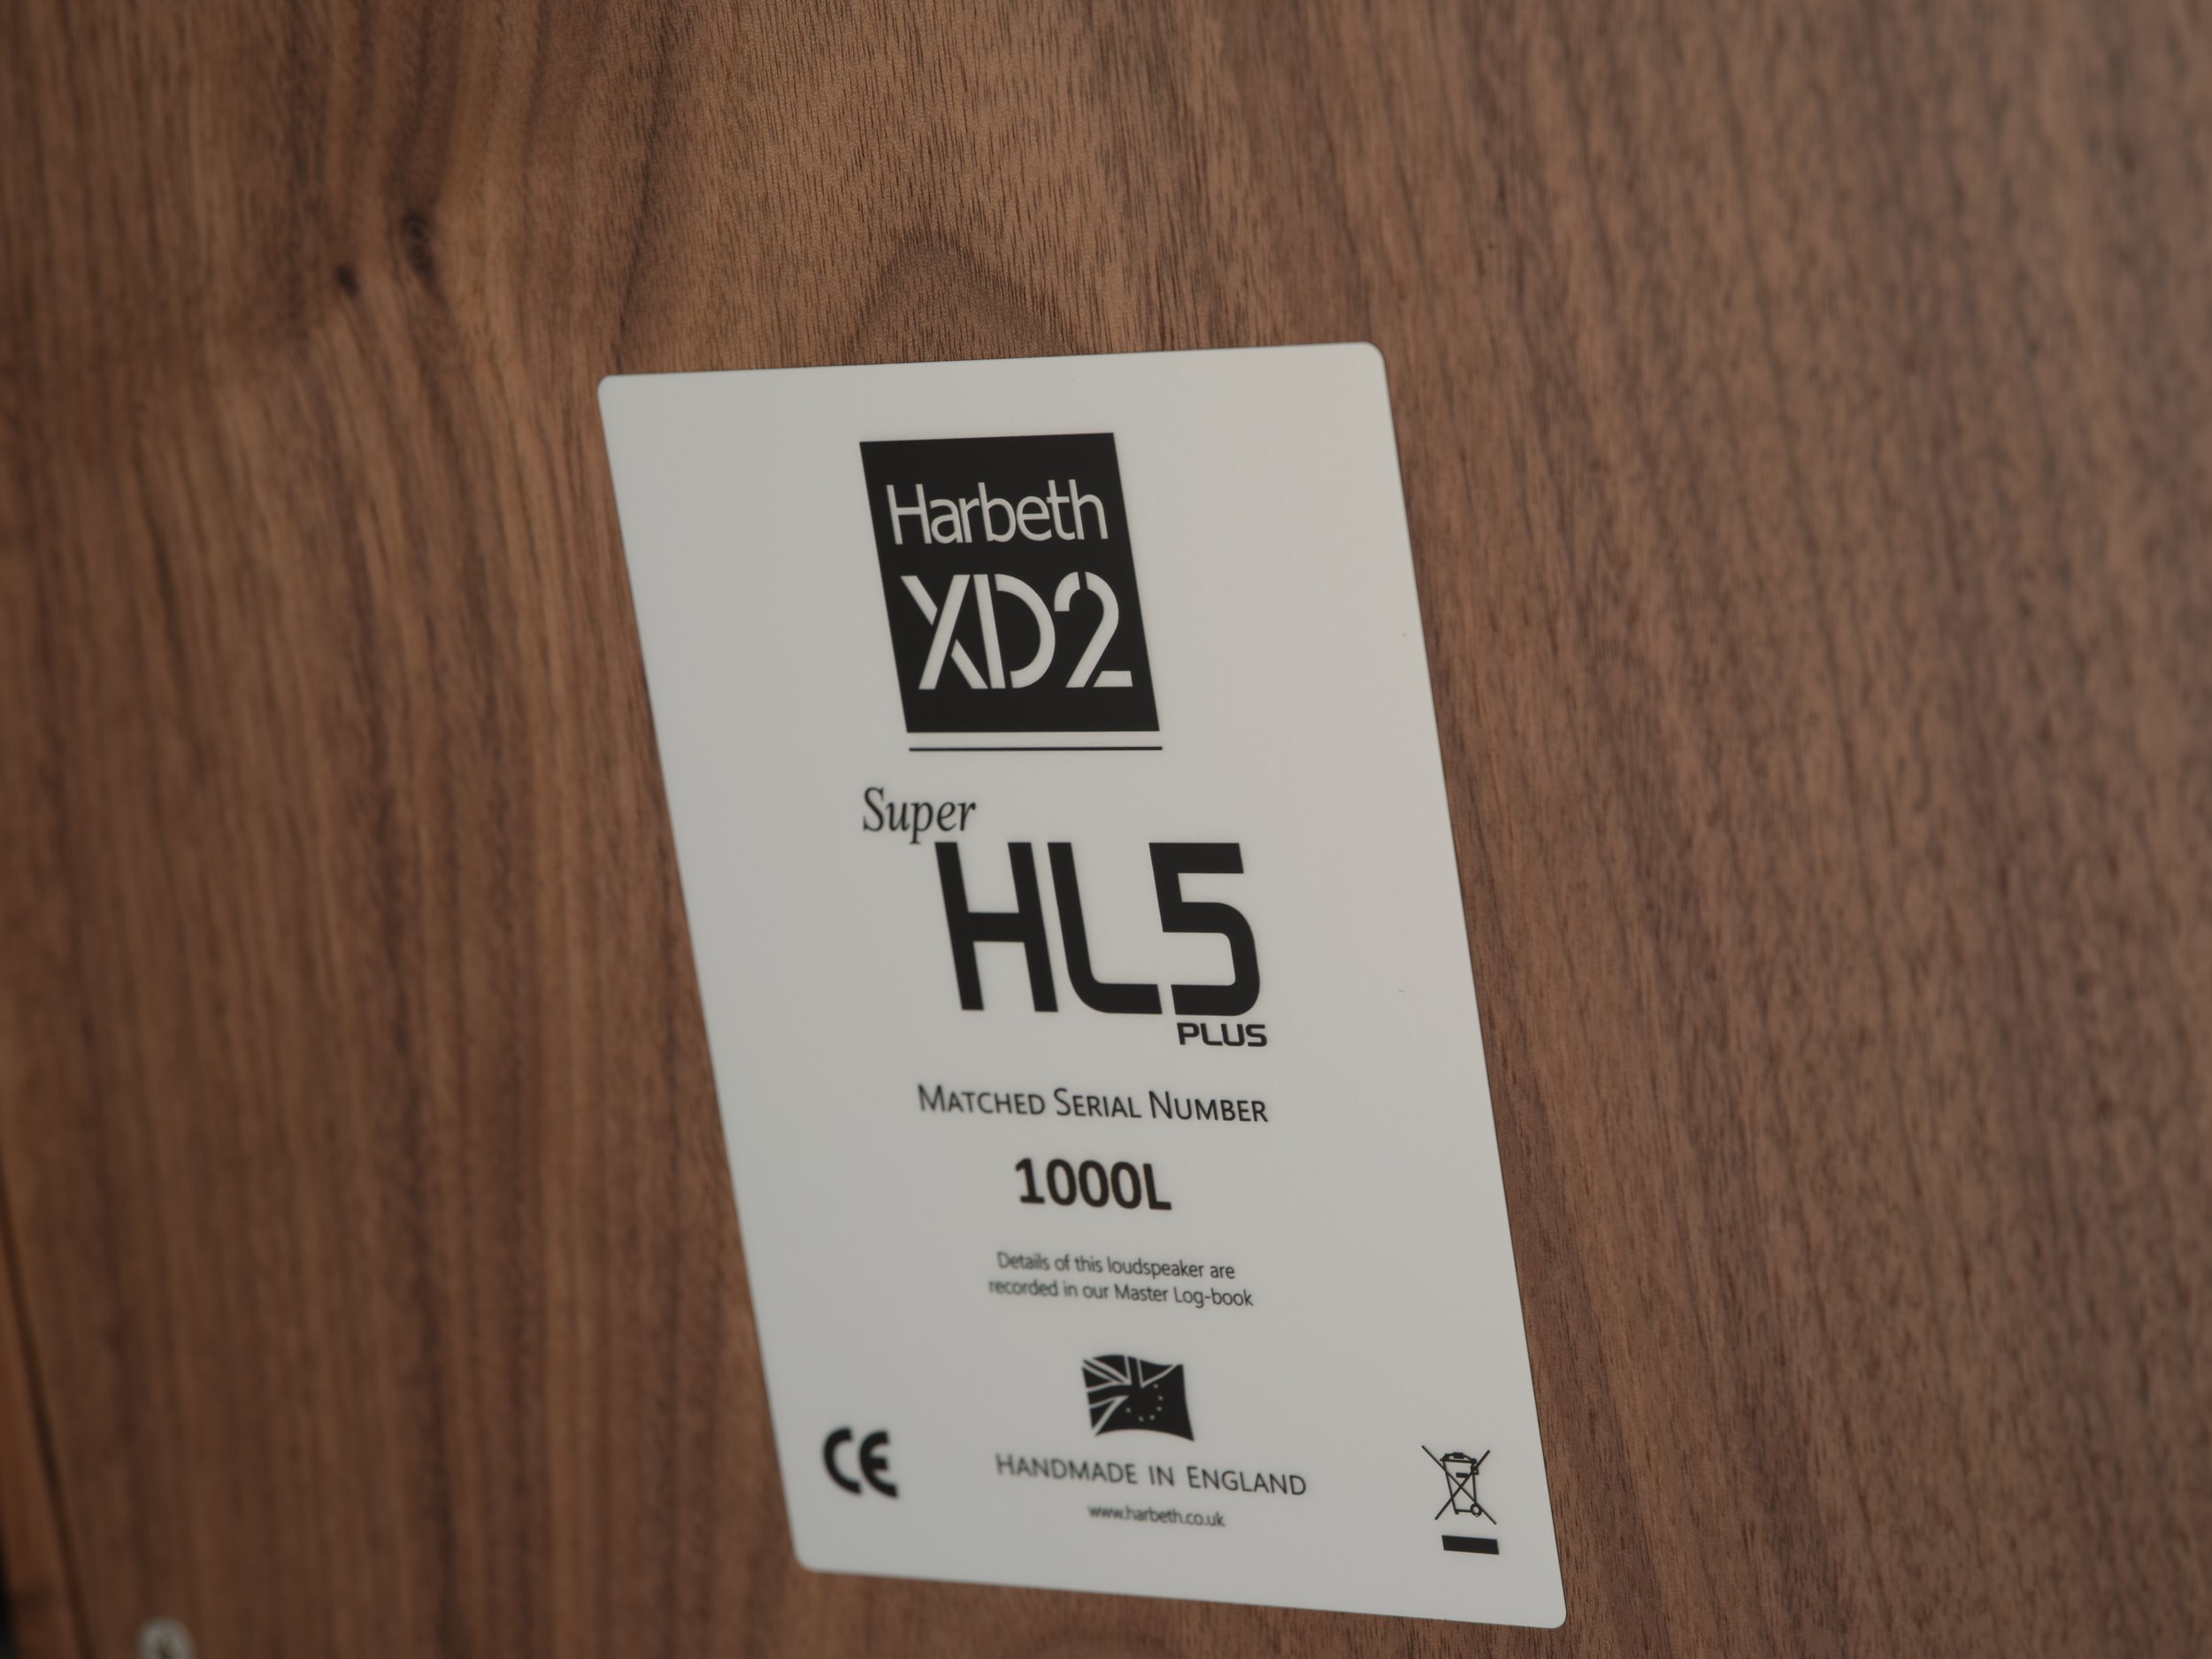 Harbeth
XD2
Super
HL5
PLUS
MATCHED SERIAL NUMBER
1000L
Details of this loudspeaker are
recorded in our Master Log-book
CE
HANDMADE IN ENGLAND
www.harbeth.co.uk